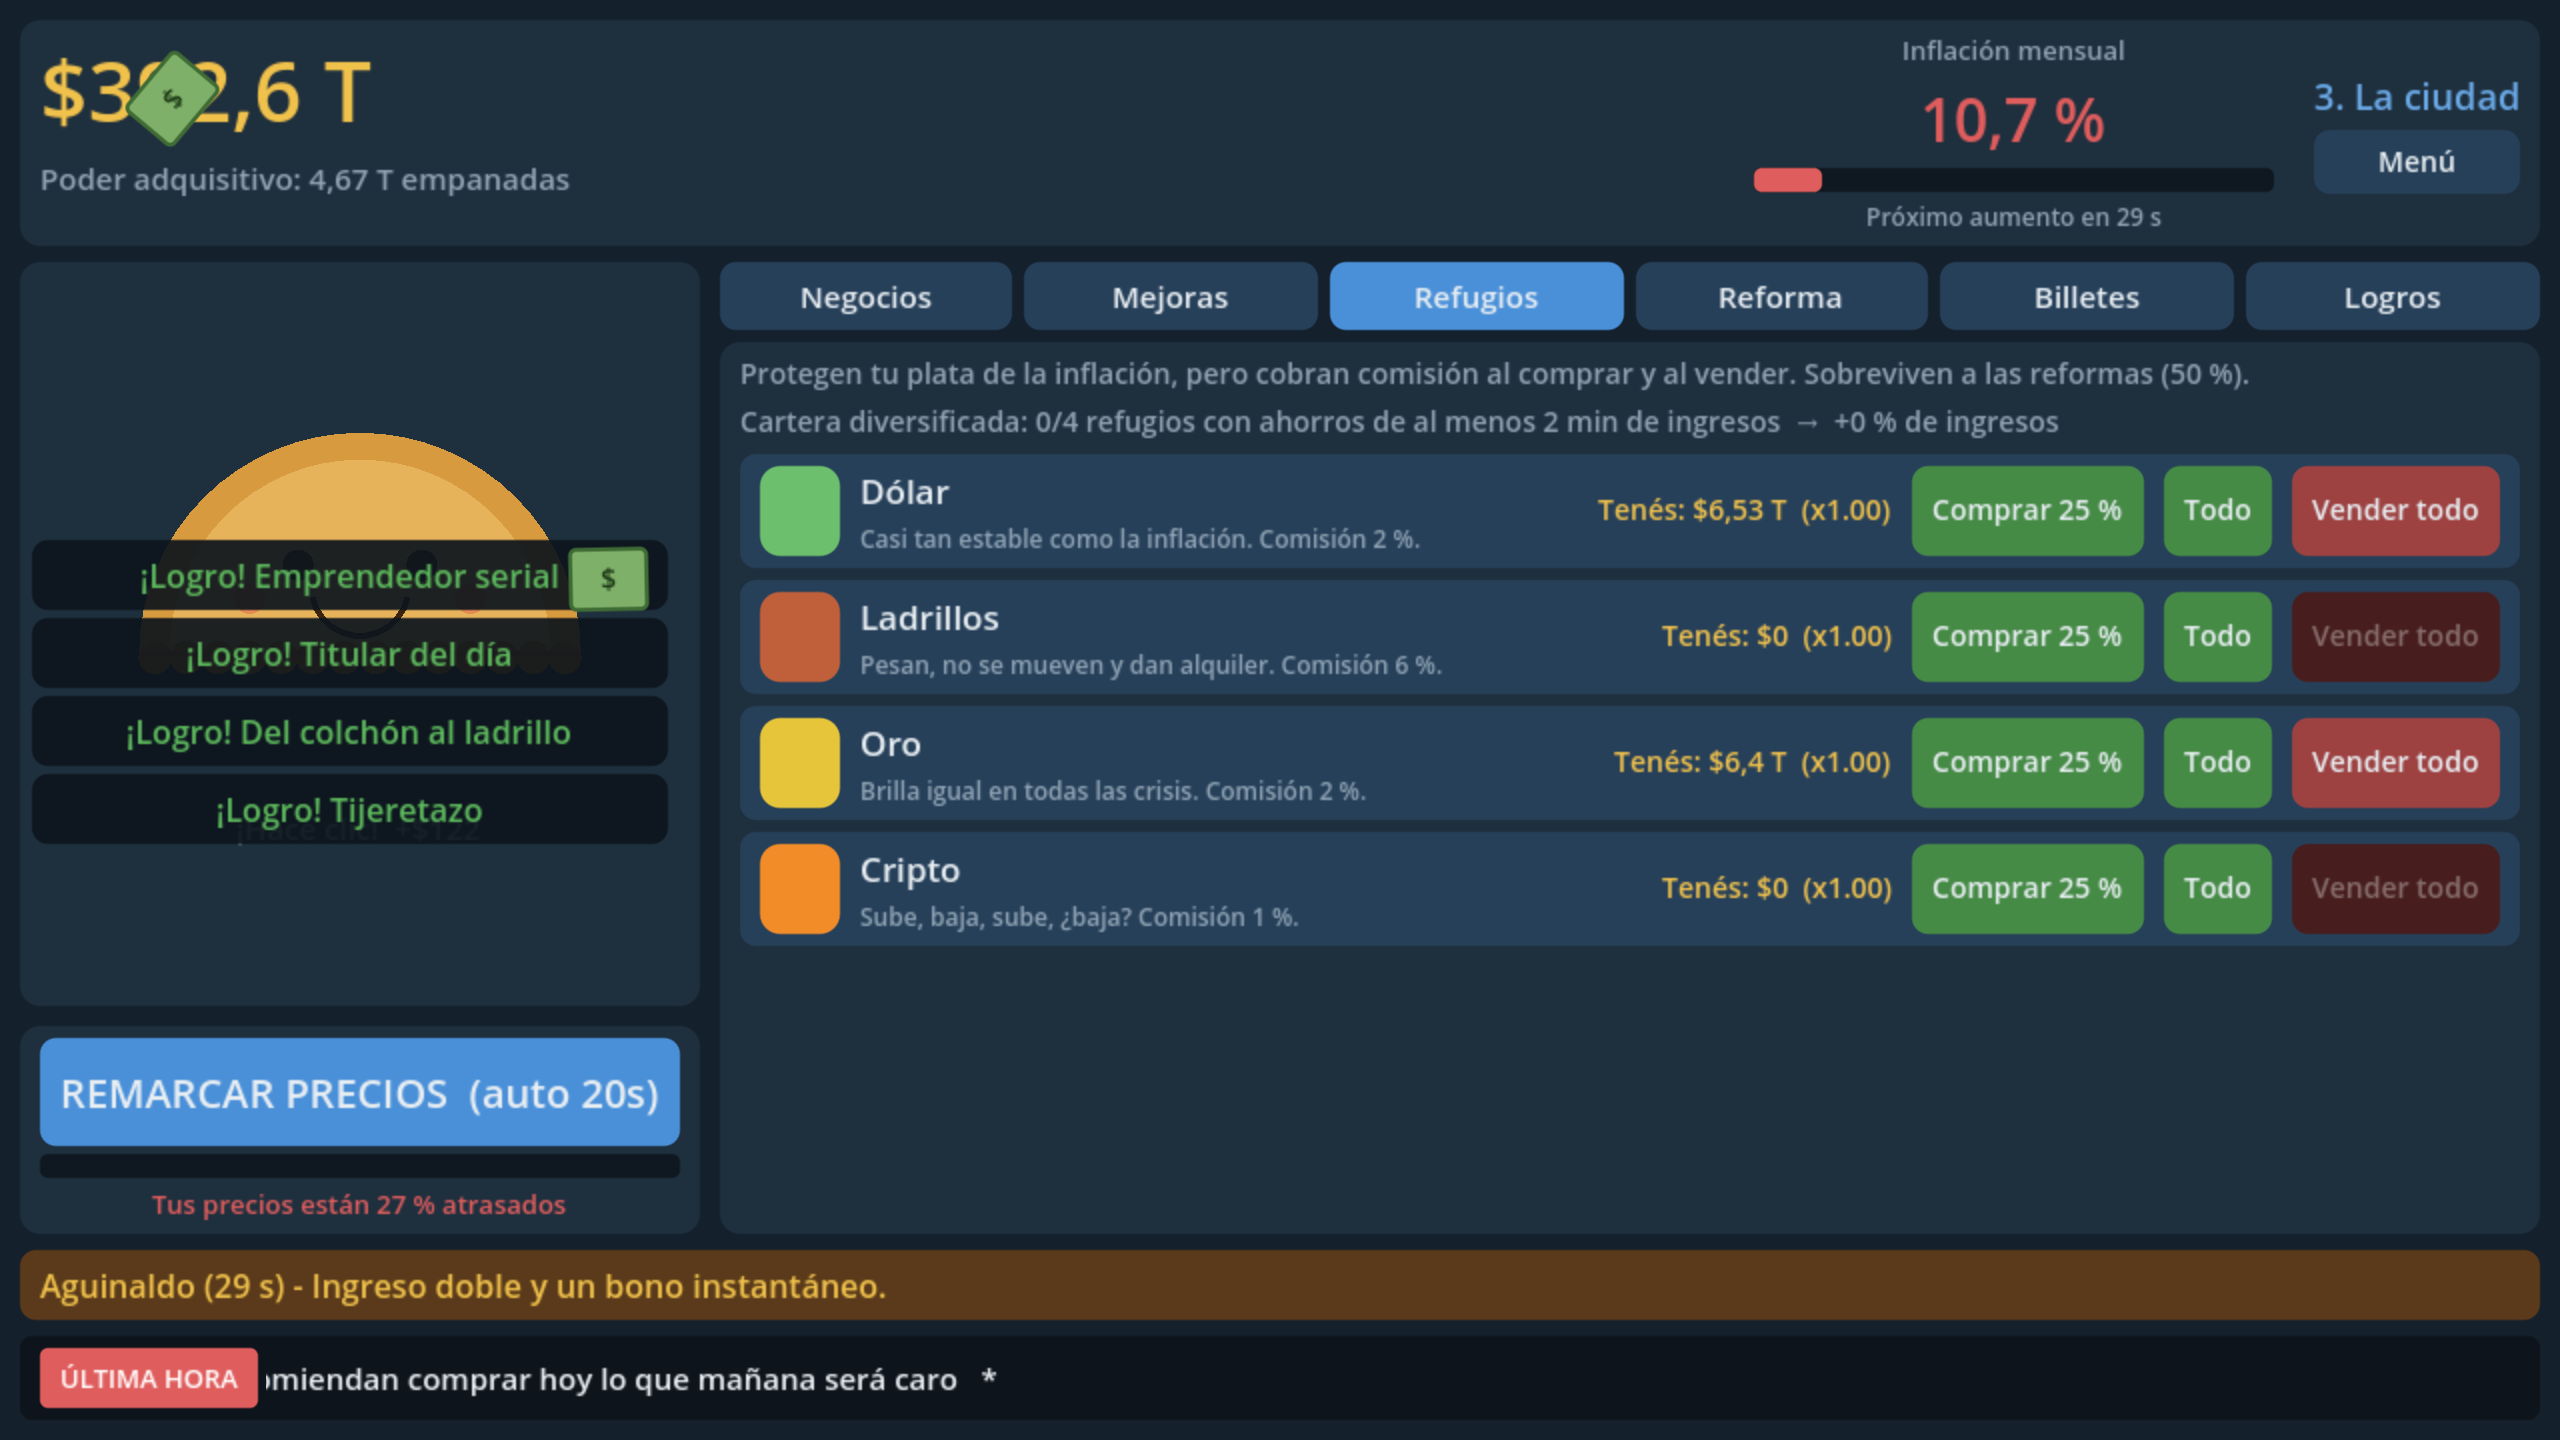 Poder adquisitivo: 4,67 T empanadas
Inflación mensual
10,7 %
Próximo aumento en 29 s
3. La ciudad
Menú
Negocios
Mejoras
Refugios
Reforma
Billetes
Logros
Protegen tu plata de la inflación, pero cobran comisión al comprar y al vender. Sobreviven a las reformas (50 %).
Cartera diversificada: 0/4 refugios con ahorros de al menos 2 min de ingresos → +0 % de ingresos
Dólar
Casi tan estable como la inflación. Comisión 2 %.
Tenés: $6,53 T (x1.00)
Comprar 25 %
Todo
Vender todo
Ladrillos
Pesan, no se mueven y dan alquiler. Comisión 6 %.
Tenés: $0 (x1.00)
Comprar 25 %
Todo
Vender todo
Oro
Brilla igual en todas las crisis. Comisión 2 %.
Tenés: $6,4 T (x1.00)
Comprar 25 %
Todo
Vender todo
Cripto
Sube, baja, sube, ¿baja? Comisión 1 %.
Tenés: $0 (x1.00)
Comprar 25 %
Todo
Vender todo
¡Logro! Emprendedor serial
$
¡Logro! Titular del día
¡Logro! Del colchón al ladrillo
¡Logro! Tijeretazo
REMARCAR PRECIOS (auto 20s)
Tus precios están 27 % atrasados
Aguinaldo (29 s) - Ingreso doble y un bono instantáneo.
ÚLTIMA HORA
omiendan comprar hoy lo que mañana será caro *